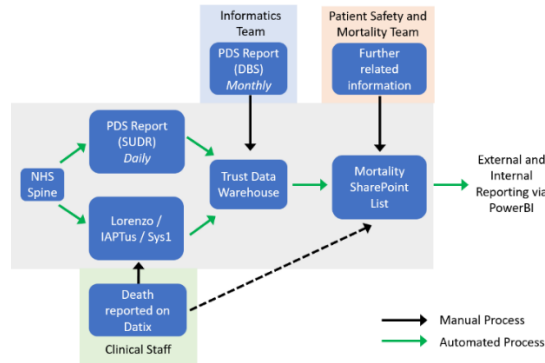 Informatics
Team
PDS Report
(DBS)
Monthly
Patient Safety and
Mortality Team
Further
related
information
PDS Report
(SUDR)
Daily
NHS
Spine
Lorenzo /
IAPTus / Sys1
Trust Data
Warehouse
Mortality
SharePoint
List
External and
Internal
Reporting via
PowerBI
Death
reported on
Datix
Clinical Staff
Manual Process
Automated Process